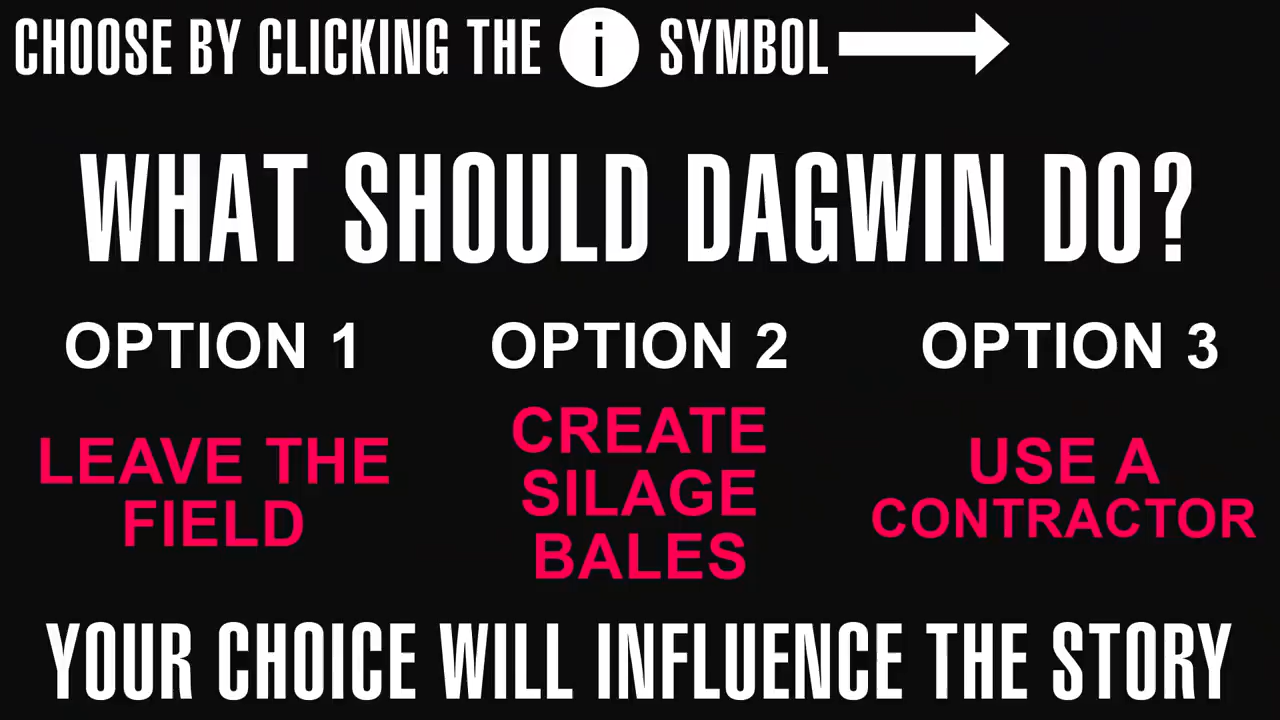 CHOOSE BY CLICKING THE i SYMBOL
WHAT SHOULD DAGWIN DO?
OPTION 1
LEAVE THE
FIELD
OPTION 2
CREATE
SILAGE
BALES
OPTION 3
USE A
CONTRACTOR
YOUR CHOICE WILL INFLUENCE THE STORY